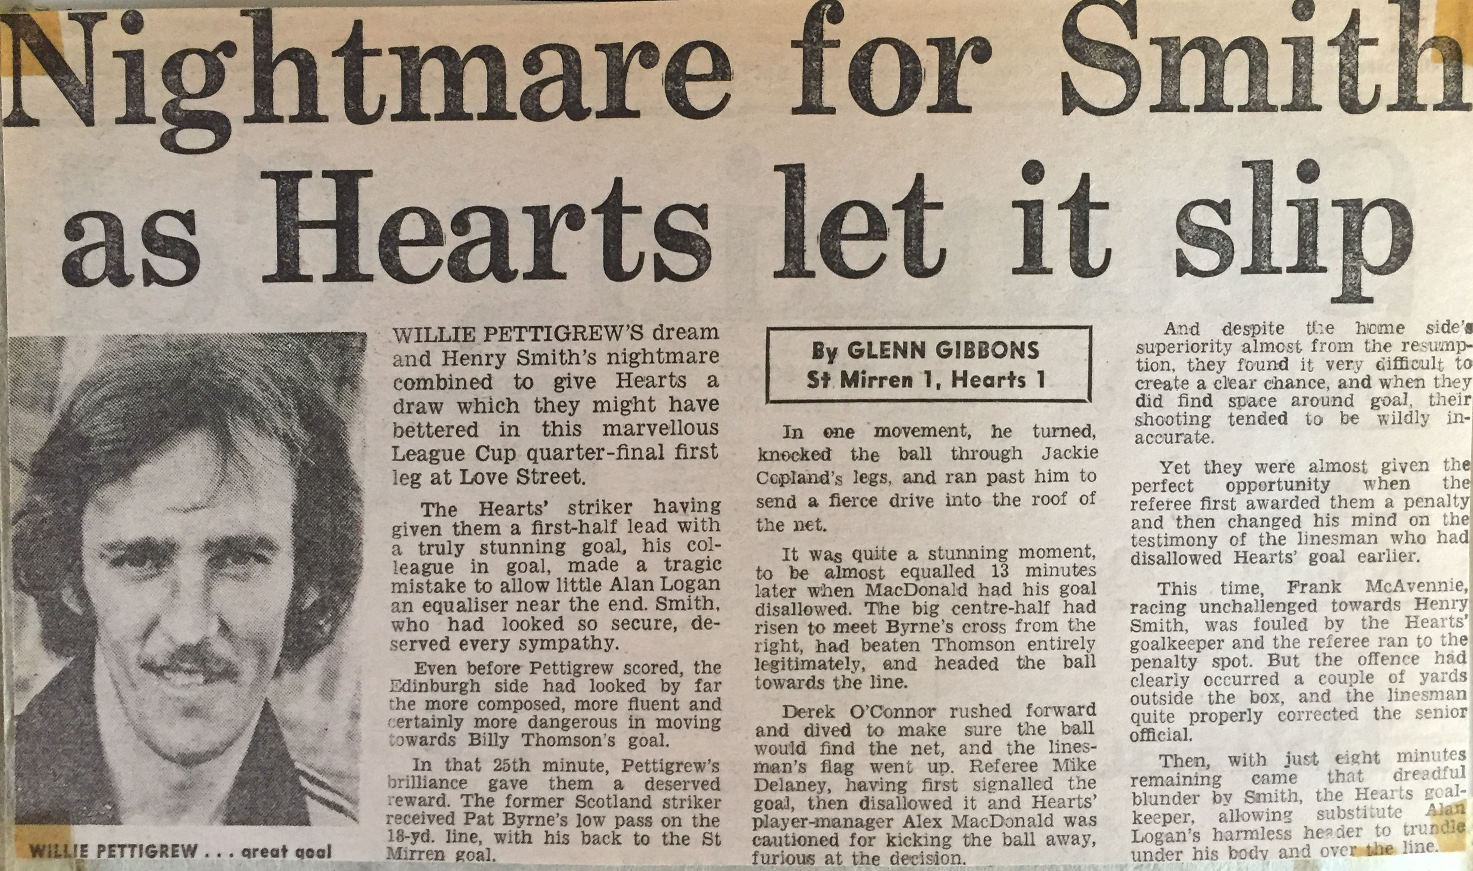 Nightmare for Smith
as Hearts let it slip
WILLIE PETTIGREW'S dream
and Henry Smith's nightmare
combined to give Hearts a
draw which they might have
bettered in this marvellous
League Cup quarter-final first
leg at Love Street.
The Hearts' striker having
given them a first-half lead with
a truly stunning goal, his col-
league in goal, made a tragic
mistake to allow little Alan Logan
an equaliser near the end. Smith,
who had looked so secure, de-
served every sympathy.
Even before Pettigrew scored, the
Edinburgh side had looked by far
the more composed, more fluent and
certainly more dangerous in moving
towards Billy Thomson's goal.
In that 25th minute, Pettigrew's
brilliance gave them a deserved
reward. The former Scotland striker
received Pat Byrne's low pass on the
18-yd. line, with his back to the St
Mirren goal.
WILLIE PETTIGREW . . . great goal
By GLENN GIBBONS
St Mirren 1, Hearts 1
In one movement, he turned,
knocked the ball through Jackie
Copland's legs, and ran past him to
send a fierce drive into the roof of
the net.
It was quite a stunning moment,
to be almost equalled 13 minutes
later when MacDonald had his goal
disallowed. The big centre-half had
risen to meet Byrne's cross from the
right, had beaten Thomson entirely
legitimately, and headed the ball
towards the line.
Derek O'Connor rushed forward
and dived to make sure the ball
would find the net, and the lines-
man's flag went up. Referee Mike
Delaney, having first signalled the
goal, then disallowed it and Hearts'
player-manager Alex MacDonald was
cautioned for kicking the ball away,
furious at the decision.
And despite the home side's
superiority almost from the resump-
tion, they found it very difficult to
create a clear chance, and when they
did find space around goal, their
shooting tended to be wildly in-
accurate.
Yet they were almost given the
perfect opportunity when the
referee first awarded them a penalty
and then changed his mind on the
testimony of the linesman who had
disallowed Hearts' goal earlier.
This time, Frank McAvennie,
racing unchallenged towards Henry
Smith, was fouled by the Hearts'
goalkeeper and the referee ran to the
penalty spot. But the offence had
clearly occurred a couple of yards
outside the box, and the linesman
quite properly corrected the senior
official.
Then, with just eight minutes
remaining came that dreadful
blunder by Smith, the Hearts goal-
keeper, allowing substitute Alan
Logan's harmless header to trundle
under his body and over the line.